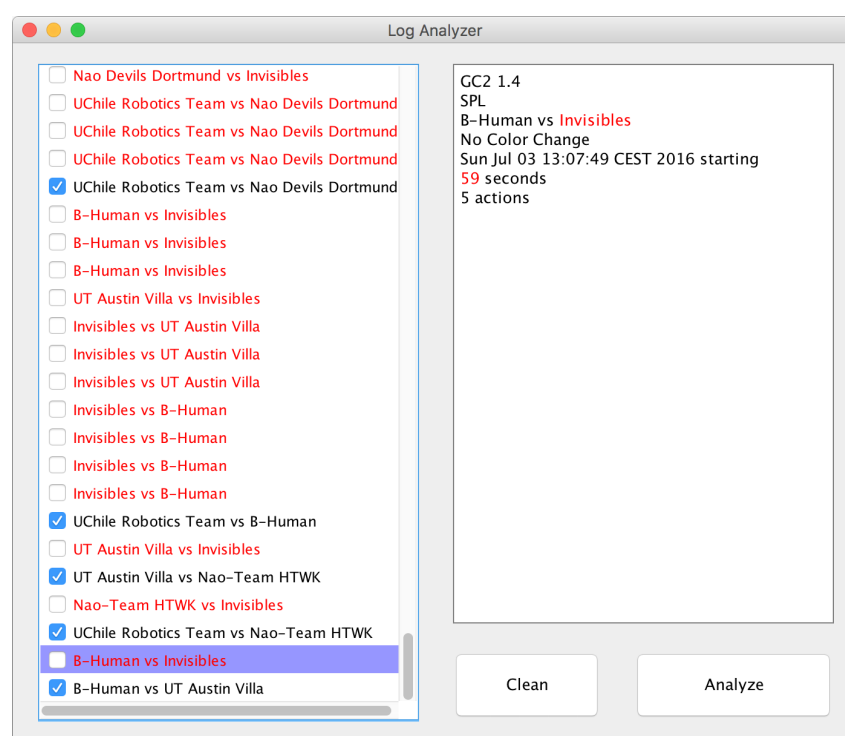 Log Analyzer
Nao Devils Dortmund vs Invisibles
UChile Robotics Team vs Nao Devils Dortmund
UChile Robotics Team vs Nao Devils Dortmund
UChile Robotics Team vs Nao Devils Dortmund
UChile Robotics Team vs Nao Devils Dortmund
B-Human vs Invisibles
B-Human vs Invisibles
B-Human vs Invisibles
UT Austin Villa vs Invisibles
Invisibles vs UT Austin Villa
Invisibles vs UT Austin Villa
Invisibles vs UT Austin Villa
Invisibles vs B-Human
Invisibles vs B-Human
Invisibles vs B-Human
Invisibles vs B-Human
UChile Robotics Team vs B-Human
UT Austin Villa vs Invisibles
UT Austin Villa vs Nao-Team HTWK
Nao-Team HTWK vs Invisibles
UChile Robotics Team vs Nao-Team HTWK
B-Human vs Invisibles
B-Human vs UT Austin Villa
GC2 1.4
SPL
B-Human vs Invisibles
No Color Change
Sun Jul 03 13:07:49 CEST 2016 starting
59 seconds
5 actions
Clean
Analyze